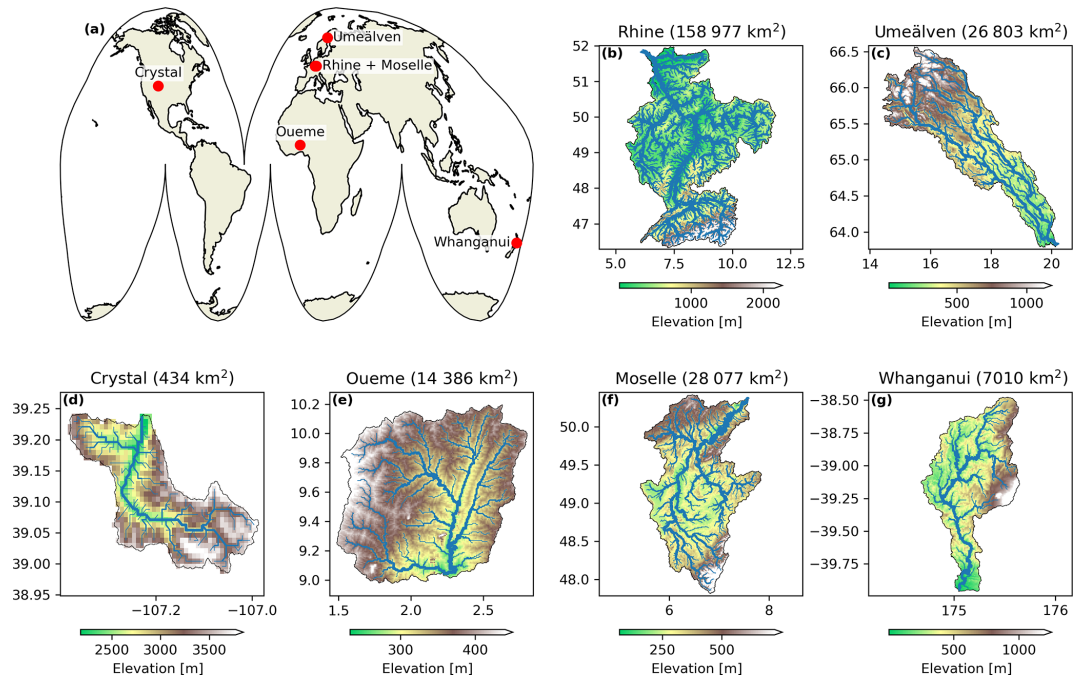 (a)
Umeälven
Rhine + Moselle
Crystal
Oueme
Whanganui
Rhine (158 977 km²)
(b)
52
51
50
49
48
47
5.0 7.5 10.0 12.5
1000 2000
Elevation [m]
Umeälven (26 803 km²)
(c)
66.5
66.0
65.5
65.0
64.5
64.0
14 16 18 20
500 1000
Elevation [m]
Crystal (434 km²)
(d)
39.25
39.20
39.15
39.10
39.05
39.00
38.95
−107.2 −107.0
2500 3000 3500
Elevation [m]
Oueme (14 386 km²)
(e)
10.2
10.0
9.8
9.6
9.4
9.2
9.0
1.5 2.0 2.5
300 400
Elevation [m]
Moselle (28 077 km²)
(f)
50.0
49.5
49.0
48.5
48.0
6 8
250 500
Elevation [m]
Whanganui (7010 km²)
(g)
−38.50
−38.75
−39.00
−39.25
−39.50
−39.75
175 176
500 1000
Elevation [m]